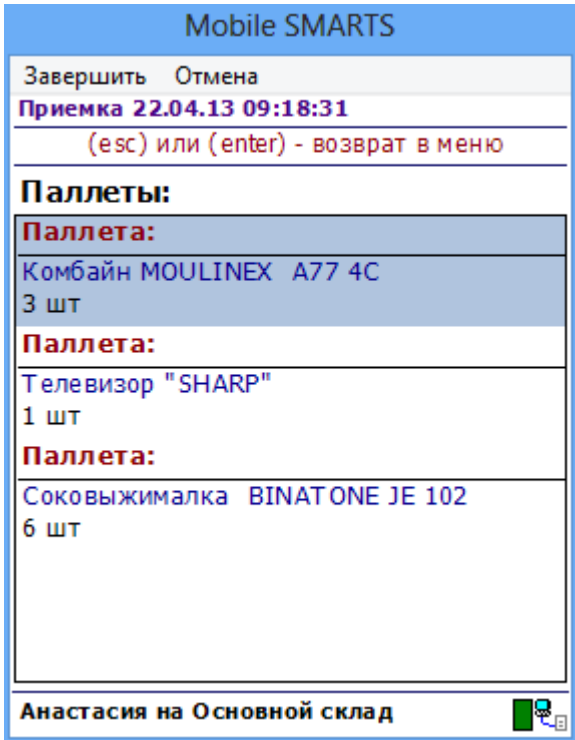 Mobile SMARTS
Завершить Отмена
Приемка 22.04.13 09:18:31
(esc) или (enter) - возврат в меню
Паллеты:
Паллета:
Комбайн MOULINEX A77 4C
3 шт
Паллета:
Телевизор "SHARP"
1 шт
Паллета:
Соковыжималка BINATONE JE 102
6 шт
Анастасия на Основной склад